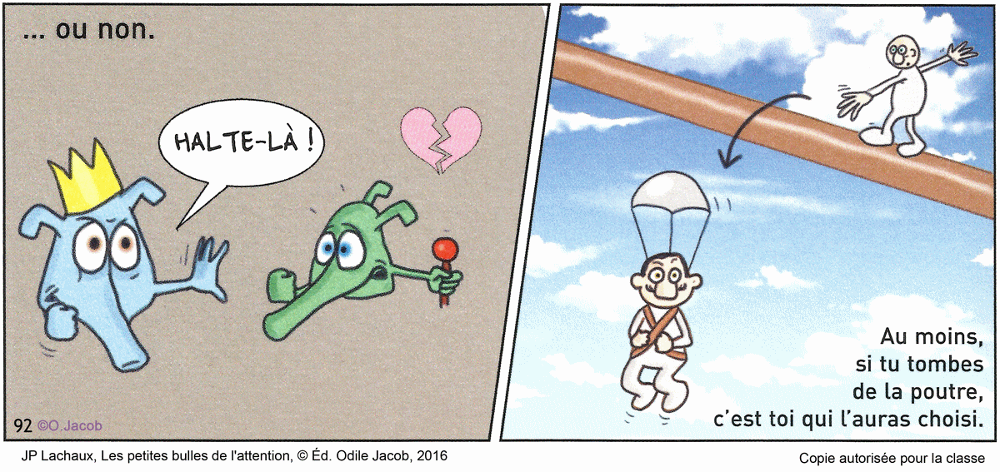 ... ou non.
HALTE-LÀ !
92 ©O.Jacob
Au moins,
si tu tombes
de la poutre,
c'est toi qui l'auras choisi.
JP Lachaux, Les petites bulles de l'attention, © Éd. Odile Jacob, 2016
Copie autorisée pour la classe